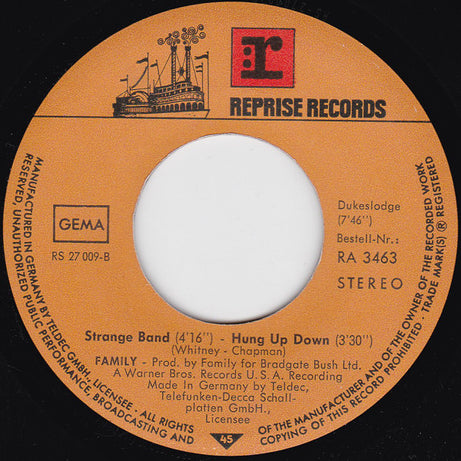 r
REPRISE RECORDS
GEMA
RS 27 009-B
Dukeslodge
(7'46")
Bestell-Nr.:
RA 3463
STEREO
Strange Band (4'16") - Hung Up Down (3'30")
(Whitney - Chapman)
FAMILY - Prod. by Family for Bradgate Bush Ltd.
A Warner Bros. Records U.S.A. Recording
Made In Germany by Teldec,
Telefunken-Decca Schall-
platten GmbH.,
Licensee
45
MANUFACTURED IN GERMANY BY TELDEC GMBH., LICENSEE - ALL RIGHTS
RESERVED, UNAUTHORIZED PUBLIC PERFORMANCE, BROADCASTING AND
COPYING OF THIS RECORD PROHIBITED - TRADE MARK(S) ® REGISTERED
OF THE MANUFACTURER AND OF THE OWNER OF THE RECORDED WORK